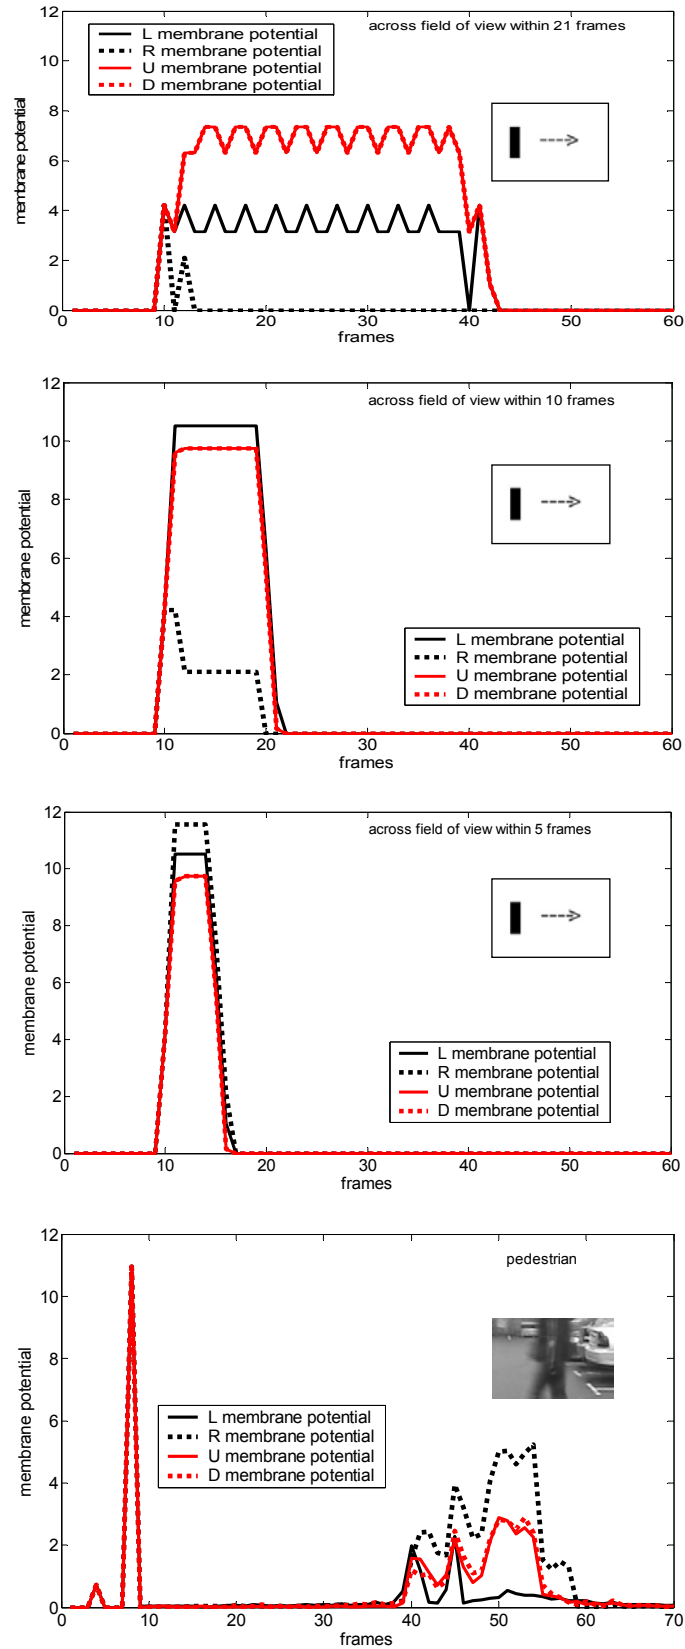 12
10
8
6
4
2
0
membrane potential
L membrane potential
R membrane potential
U membrane potential
D membrane potential
across field of view within 21 frames
0 10 20 30 40 50 60
frames
12
10
8
6
4
2
0
membrane potential
across field of view within 10 frames
L membrane potential
R membrane potential
U membrane potential
D membrane potential
0 10 20 30 40 50 60
frames
12
10
8
6
4
2
0
membrane potential
across field of view within 5 frames
L membrane potential
R membrane potential
U membrane potential
D membrane potential
0 10 20 30 40 50 60
frames
12
10
8
6
4
2
0
membrane potential
pedestrian
L membrane potential
R membrane potential
U membrane potential
D membrane potential
0 10 20 30 40 50 60 70
frames